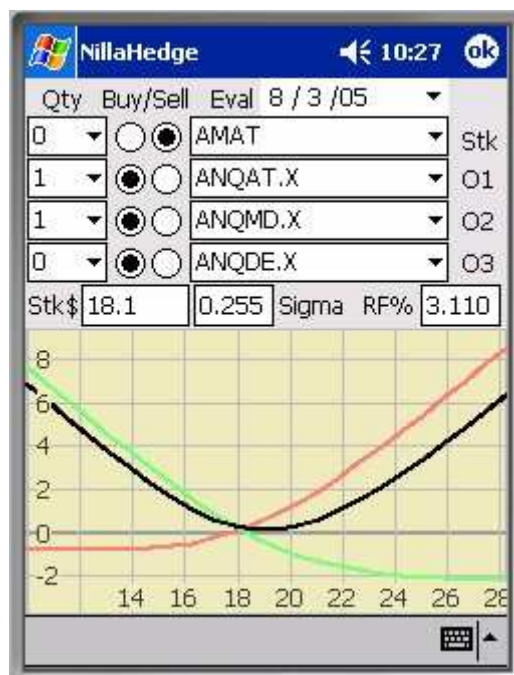 NillaHedge 10:27 ok
Qty Buy/Sell Eval 8 / 3 /05
0 AMAT Stk
1 ANQAT.X O1
1 ANQMD.X O2
0 ANQDE.X O3
Stk$ 18.1 0.255 Sigma RF% 3.110
8
6
4
2
0
-2
14 16 18 20 22 24 26 28